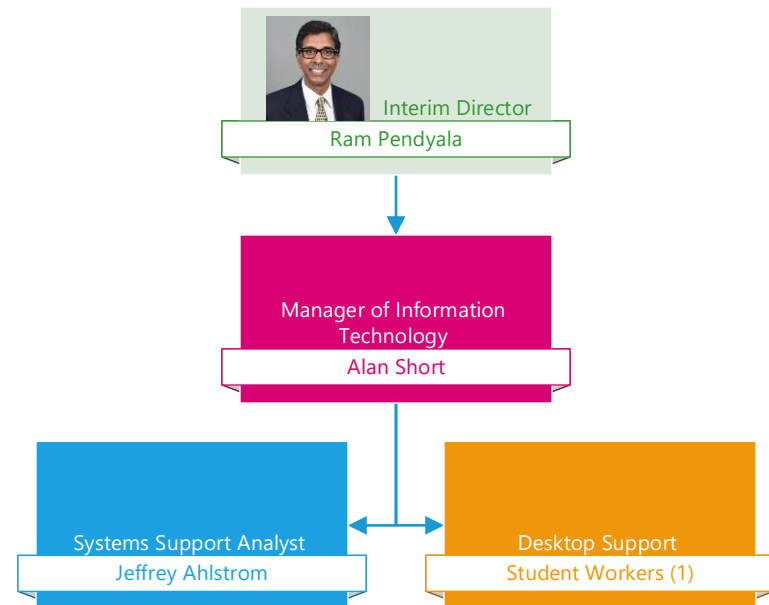 Interim Director
Ram Pendyala
Manager of Information
Technology
Alan Short
Systems Support Analyst
Jeffrey Ahlstrom
Desktop Support
Student Workers (1)